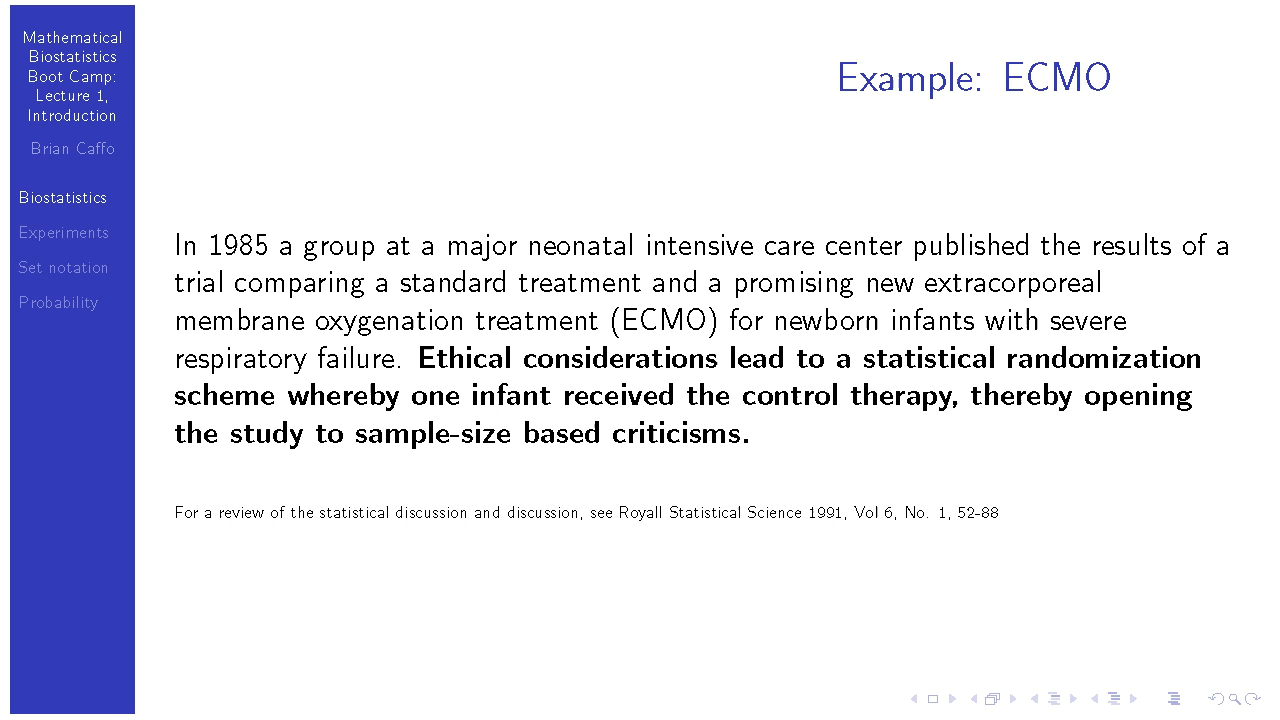 Mathematical
Biostatistics
Boot Camp:
Lecture 1,
Introduction
Brian Caffo
Biostatistics
Experiments
Set notation
Probability
Example: ECMO
In 1985 a group at a major neonatal intensive care center published the results of a
trial comparing a standard treatment and a promising new extracorporeal
membrane oxygenation treatment (ECMO) for newborn infants with severe
respiratory failure. Ethical considerations lead to a statistical randomization
scheme whereby one infant received the control therapy, thereby opening
the study to sample-size based criticisms.
For a review of the statistical discussion and discussion, see Royall Statistical Science 1991, Vol 6, No. 1, 52-88